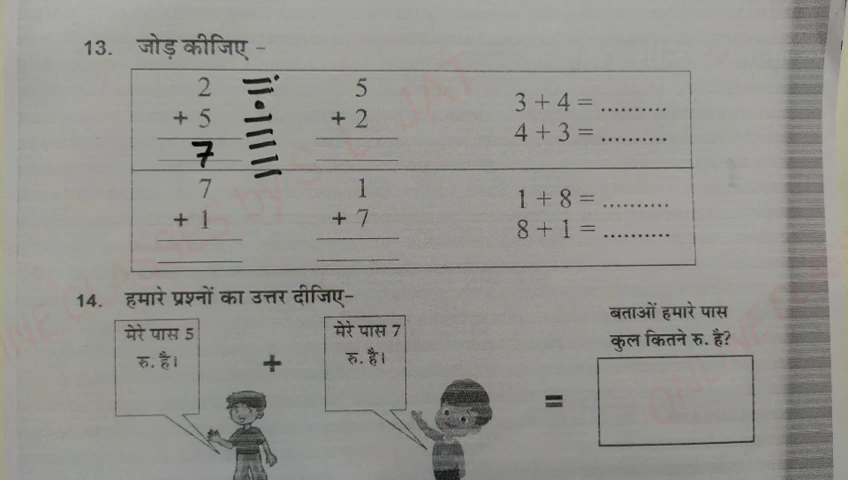 13. जोड़ कीजिए -
2
+ 5
7
5
+ 2
3 + 4 = ..........
4 + 3 = ..........
7
+ 1
1
+ 7
1 + 8 = ..........
8 + 1 = ..........
14. हमारे प्रश्नों का उत्तर दीजिए-
मेरे पास 5
रु. है।
+
मेरे पास 7
रु. है।
=
बताओं हमारे पास
कुल कितने रु. है?